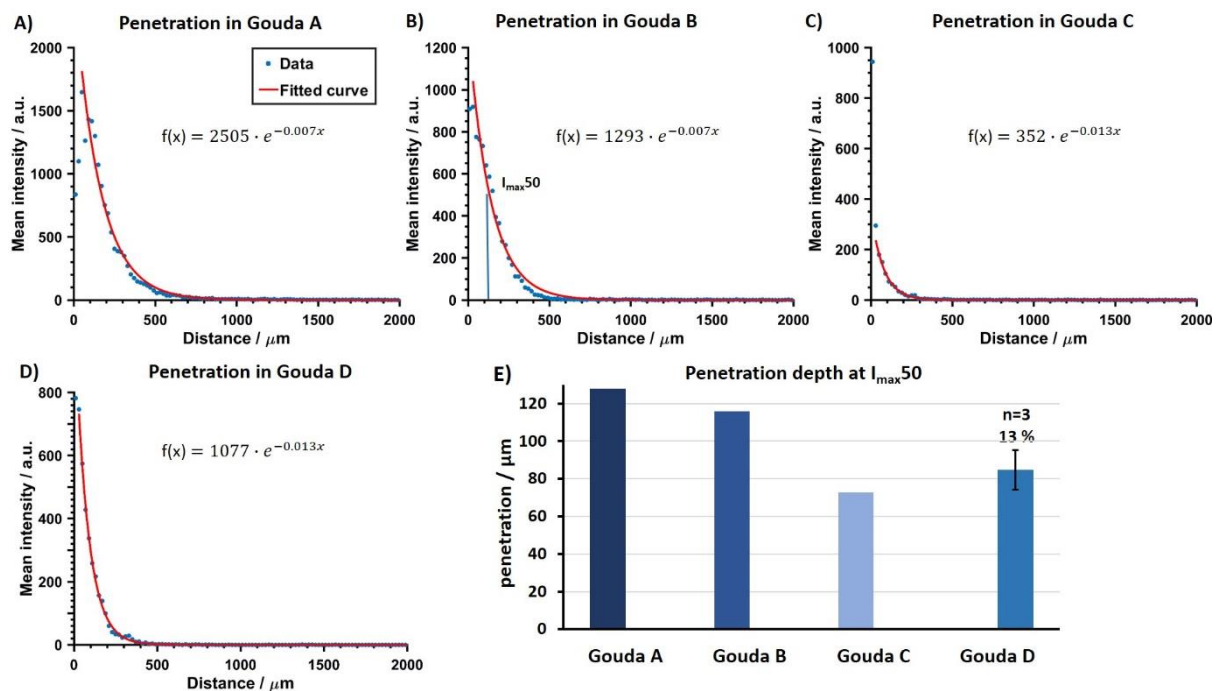 A)
Penetration in Gouda A
2000
1500
1000
500
0
Mean intensity / a.u.
Data
Fitted curve
f(x) = 2505 · e^−0.007x
0 500 1000 1500 2000
Distance / μm
B)
Penetration in Gouda B
1200
1000
800
600
400
200
0
Mean intensity / a.u.
f(x) = 1293 · e^−0.007x
Imax50
0 500 1000 1500 2000
Distance / μm
C)
Penetration in Gouda C
1000
800
600
400
200
0
Mean intensity / a.u.
f(x) = 352 · e^−0.013x
0 500 1000 1500 2000
Distance / μm
D)
Penetration in Gouda D
800
600
400
200
0
Mean intensity / a.u.
f(x) = 1077 · e^−0.013x
0 500 1000 1500 2000
Distance / μm
E)
Penetration depth at Imax50
120
100
80
60
40
20
0
penetration / μm
n=3
13 %
Gouda A Gouda B Gouda C Gouda D